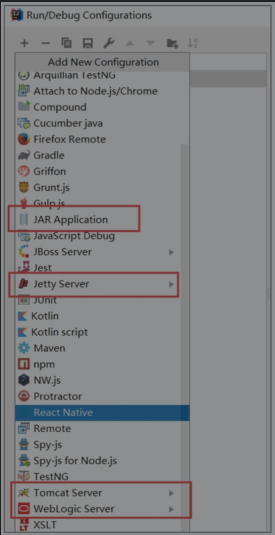 Run/Debug Configurations
Add New Configuration
Arquillian TestNG
Attach to Node.js/Chrome
Compound
Cucumber java
Firefox Remote
Gradle
Griffon
Grunt.js
Gulp.js
JAR Application
JavaScript Debug
JBoss Server
Jest
Jetty Server
JUnit
Kotlin
Kotlin script
Maven
npm
NW.js
Protractor
React Native
Remote
Spy-js
Spy-js for Node.js
TestNG
Tomcat Server
WebLogic Server
XSLT